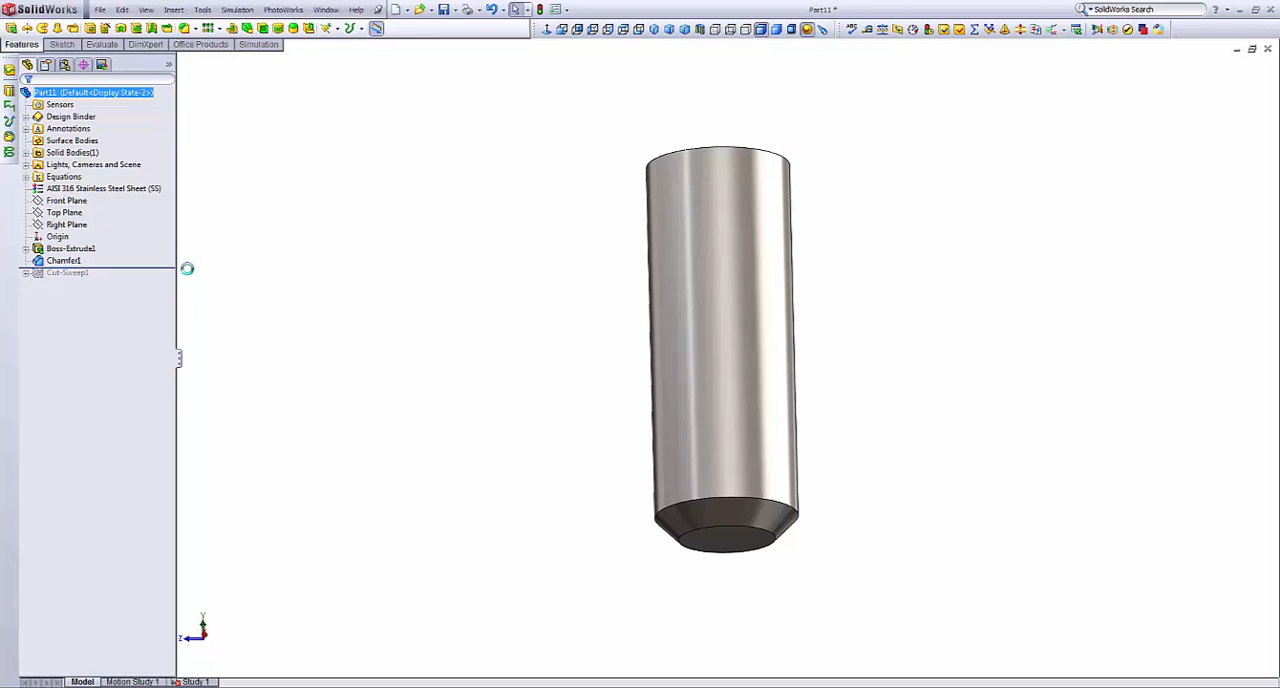 SolidWorks File Edit View Insert Tools Simulation PhotoWorks Window Help Part11 * SolidWorks Search
Features Sketch Evaluate DimXpert Office Products Simulation
Part11 (Default<Display State-2>)
Sensors
Design Binder
Annotations
Surface Bodies
Solid Bodies(1)
Lights, Cameras and Scene
Equations
AISI 316 Stainless Steel Sheet (SS)
Front Plane
Top Plane
Right Plane
Origin
Boss-Extrude1
Chamfer1
Cut-Sweep1
Y
Z
Model Motion Study 1 Study 1